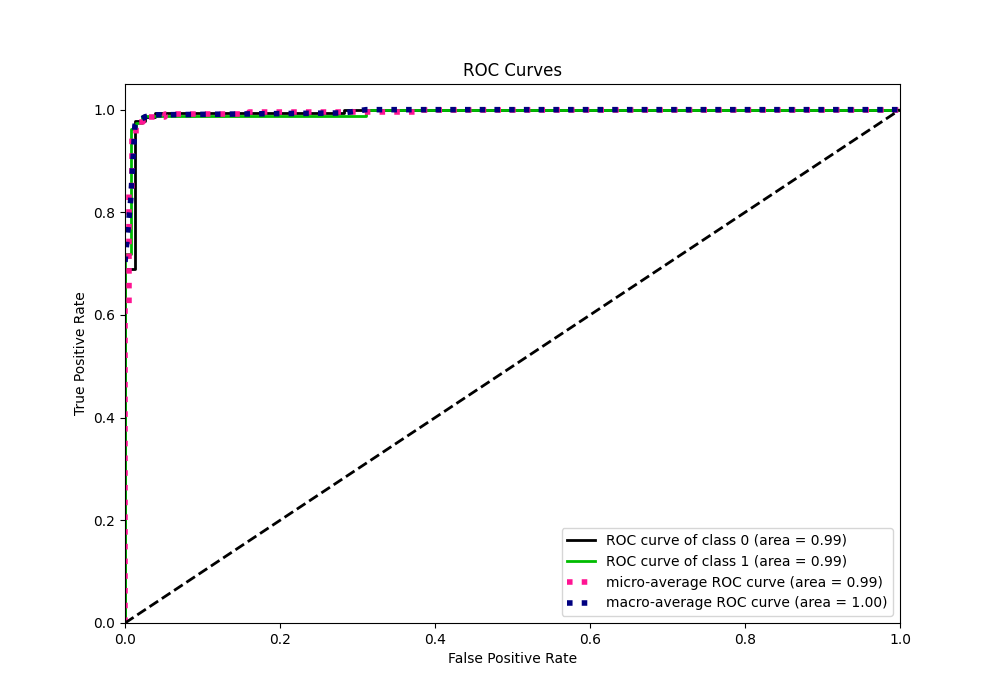 ROC Curves
True Positive Rate
1.0
0.8
0.6
0.4
0.2
0.0
0.0 0.2 0.4 0.6 0.8 1.0
False Positive Rate
ROC curve of class 0 (area = 0.99)
ROC curve of class 1 (area = 0.99)
micro-average ROC curve (area = 0.99)
macro-average ROC curve (area = 1.00)